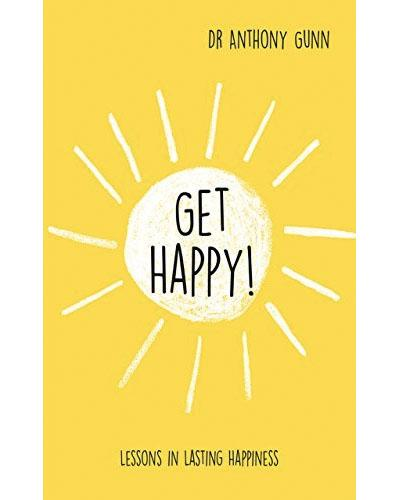 DR ANTHONY GUNN
GET
HAPPY!
LESSONS IN LASTING HAPPINESS